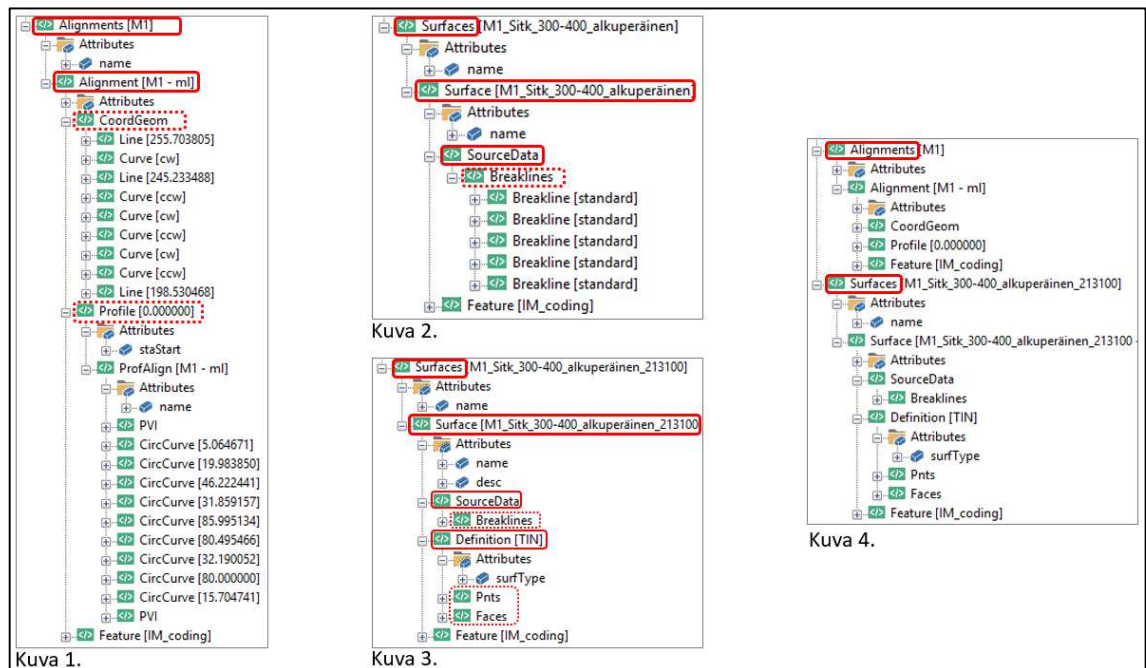 Alignments [M1]
Attributes
name
Alignment [M1 - ml]
Attributes
CoordGeom
Line [255.703805]
Curve [cw]
Line [245.233488]
Curve [ccw]
Curve [cw]
Curve [ccw]
Curve [cw]
Curve [ccw]
Line [198.530468]
Profile [0.000000]
Attributes
staStart
ProfAlign [M1 - ml]
Attributes
name
PVI
CircCurve [5.064671]
CircCurve [19.983850]
CircCurve [46.222441]
CircCurve [31.859157]
CircCurve [85.995134]
CircCurve [80.495466]
CircCurve [32.190052]
CircCurve [80.000000]
CircCurve [15.704741]
PVI
Feature [IM_coding]
Kuva 1.
Surfaces [M1_Sitk_300-400_alkuperäinen]
Attributes
name
Surface [M1_Sitk_300-400_alkuperäinen]
Attributes
name
SourceData
Breaklines
Breakline [standard]
Breakline [standard]
Breakline [standard]
Breakline [standard]
Breakline [standard]
Feature [IM_coding]
Kuva 2.
Surfaces [M1_Sitk_300-400_alkuperäinen_213100]
Attributes
name
Surface [M1_Sitk_300-400_alkuperäinen_213100
Attributes
name
desc
SourceData
Breaklines
Definition [TIN]
Attributes
surfType
Pnts
Faces
Feature [IM_coding]
Kuva 3.
Alignments [M1]
Attributes
Alignment [M1 - ml]
Attributes
CoordGeom
Profile [0.000000]
Feature [IM_coding]
Surfaces [M1_Sitk_300-400_alkuperäinen_213100]
Attributes
name
Surface [M1_Sitk_300-400_alkuperäinen_213100 -
Attributes
SourceData
Breaklines
Definition [TIN]
Attributes
surfType
Pnts
Faces
Feature [IM_coding]
Kuva 4.